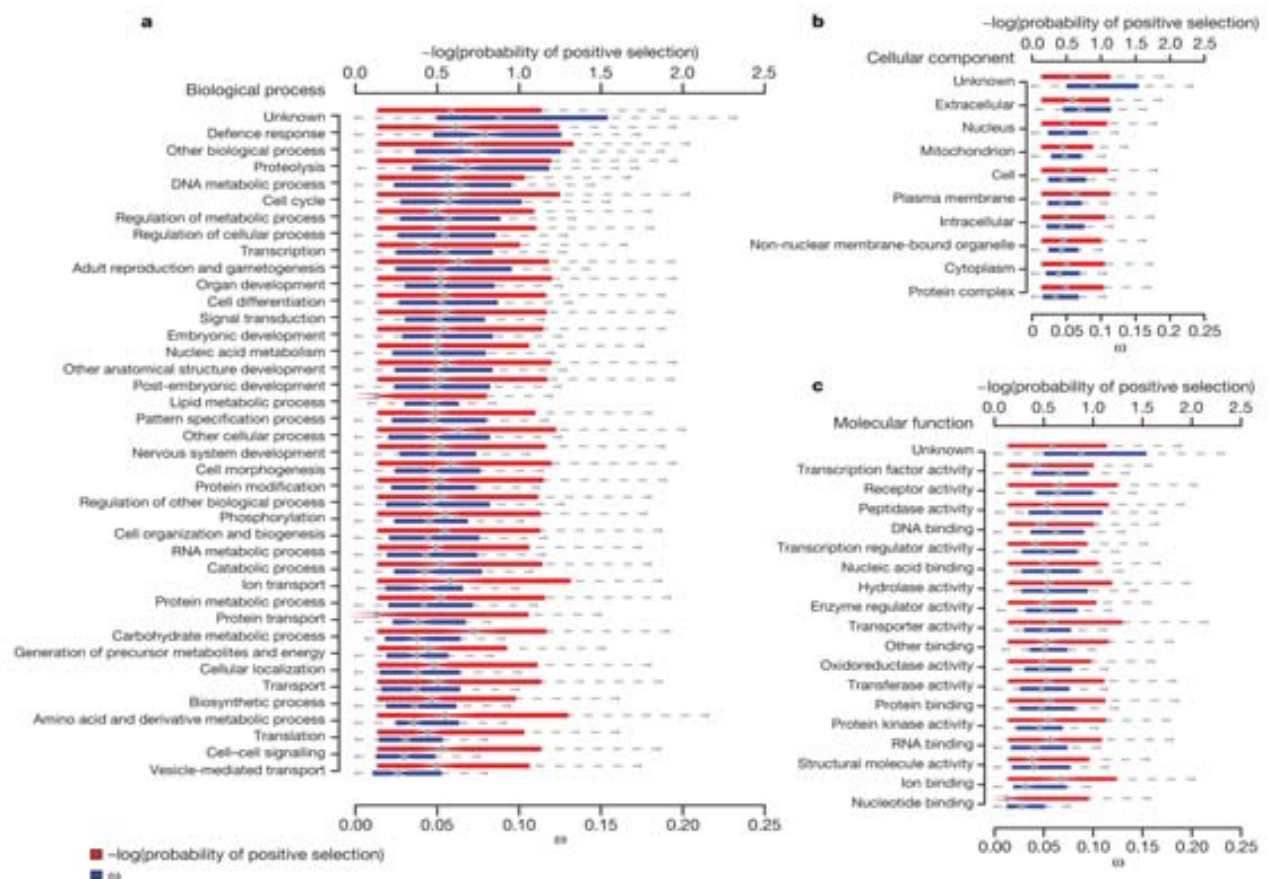 a
−log(probability of positive selection)
0.0 0.5 1.0 1.5 2.0 2.5
Biological process
Unknown
Defence response
Other biological process
Proteolysis
DNA metabolic process
Cell cycle
Regulation of metabolic process
Regulation of cellular process
Transcription
Adult reproduction and gametogenesis
Organ development
Cell differentiation
Signal transduction
Embryonic development
Nucleic acid metabolism
Other anatomical structure development
Post-embryonic development
Lipid metabolic process
Pattern specification process
Other cellular process
Nervous system development
Cell morphogenesis
Protein modification
Regulation of other biological process
Phosphorylation
Cell organization and biogenesis
RNA metabolic process
Catabolic process
Ion transport
Protein metabolic process
Protein transport
Carbohydrate metabolic process
Generation of precursor metabolites and energy
Cellular localization
Transport
Biosynthetic process
Amino acid and derivative metabolic process
Translation
Cell–cell signalling
Vesicle-mediated transport
0.00 0.05 0.10 0.15 0.20 0.25
ω
−log(probability of positive selection)
ω
b
−log(probability of positive selection)
0.0 0.5 1.0 1.5 2.0 2.5
Cellular component
Unknown
Extracellular
Nucleus
Mitochondrion
Cell
Plasma membrane
Intracellular
Non-nuclear membrane-bound organelle
Cytoplasm
Protein complex
0 0.05 0.1 0.15 0.20 0.25
ω
c
−log(probability of positive selection)
0.0 0.5 1.0 1.5 2.0 2.5
Molecular function
Unknown
Transcription factor activity
Receptor activity
Peptidase activity
DNA binding
Transcription regulator activity
Nucleic acid binding
Hydrolase activity
Enzyme regulator activity
Transporter activity
Other binding
Oxidoreductase activity
Transferase activity
Protein binding
Protein kinase activity
RNA binding
Structural molecule activity
Ion binding
Nucleotide binding
0.00 0.05 0.10 0.15 0.20 0.25
ω